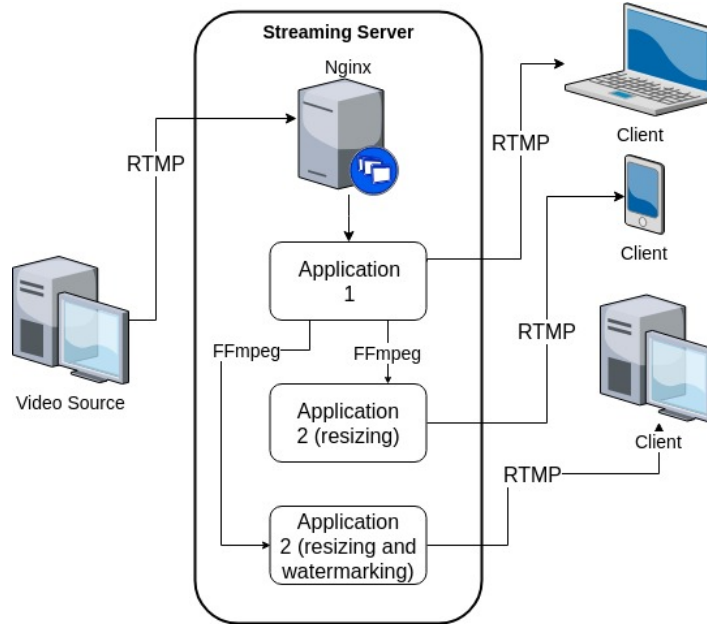 Streaming Server
Nginx
RTMP
RTMP
Client
Client
Application
1
Video Source
FFmpeg
FFmpeg
RTMP
Application
2 (resizing)
Client
RTMP
Application
2 (resizing and
watermarking)